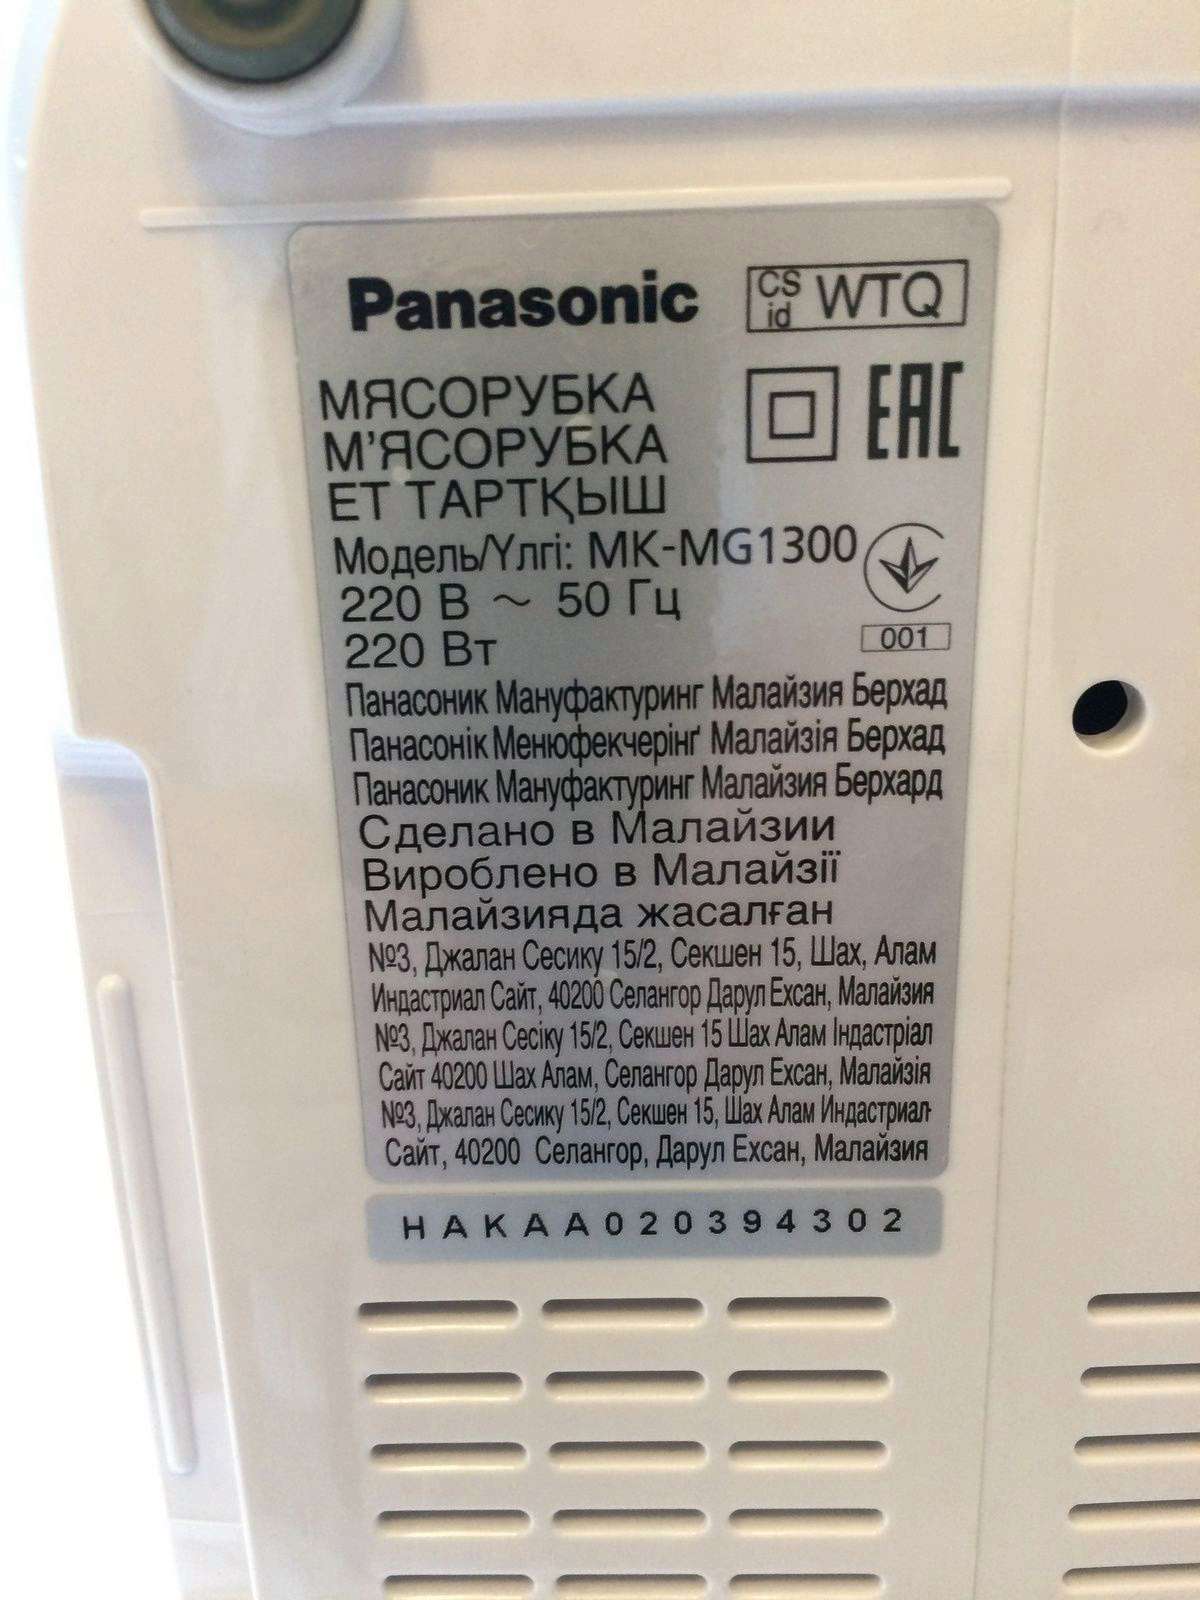 Panasonic
CS id WTQ
МЯСОРУБКА
М'ЯСОРУБКА
ЕТ ТАРТҚЫШ
EAC
Модель/Үлгі: MK-MG1300
220 В ~ 50 Гц
220 Вт
001
Панасоник Мануфактуринг Малайзия Берхад
Панасонік Менюфекчерінґ Малайзія Берхад
Панасоник Мануфактуринг Малайзия Берхард
Сделано в Малайзии
Вироблено в Малайзії
Малайзияда жасалған
№3, Джалан Сесику 15/2, Секшен 15, Шах, Алам
Индастриал Сайт, 40200 Селангор Дарул Ехсан, Малайзия
№3, Джалан Сесіку 15/2, Секшен 15 Шах Алам Індастріал
Сайт 40200 Шах Алам, Селангор Дарул Ехсан, Малайзія
№3, Джалан Сесику 15/2, Секшен 15, Шах Алам Индастриал
Сайт, 40200 Селангор, Дарул Ехсан, Малайзия
HAKAA020394302